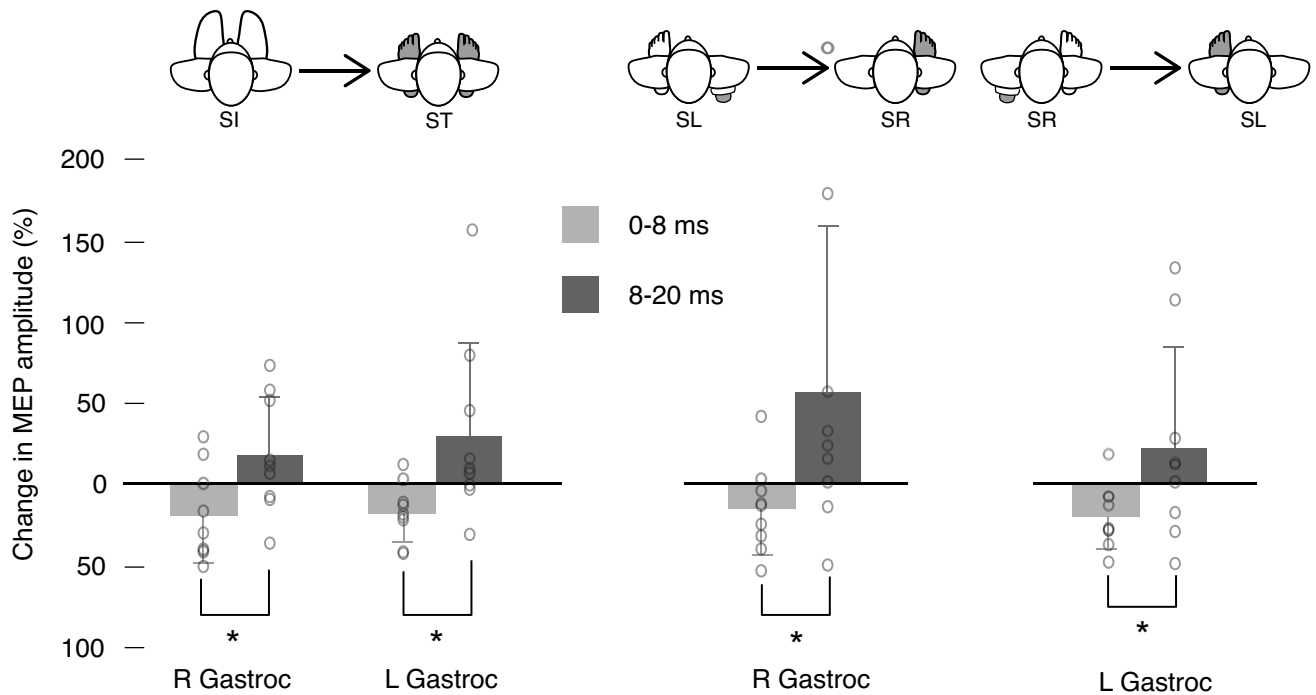 SI
ST
SL
SR
SR
SL
Change in MEP amplitude (%)
200
150
100
50
0
50
100
0-8 ms
8-20 ms
*
*
*
*
R Gastroc
L Gastroc
R Gastroc
L Gastroc